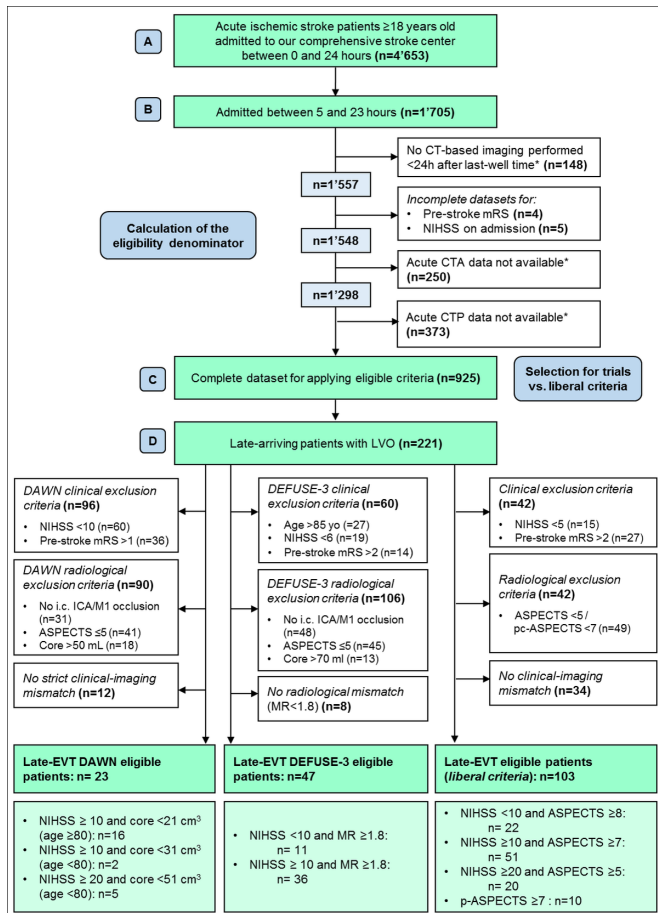 A
Acute ischemic stroke patients ≥18 years old
admitted to our comprehensive stroke center
between 0 and 24 hours (n=4'653)
B
Admitted between 5 and 23 hours (n=1'705)
No CT-based imaging performed
<24h after last-well time* (n=148)
n=1'557
Incomplete datasets for:
• Pre-stroke mRS (n=4)
• NIHSS on admission (n=5)
Calculation of the
eligibility denominator
n=1'548
Acute CTA data not available*
(n=250)
n=1'298
Acute CTP data not available*
(n=373)
C
Complete dataset for applying eligible criteria (n=925)
Selection for trials
vs. liberal criteria
D
Late-arriving patients with LVO (n=221)
DAWN clinical exclusion
criteria (n=96)
• NIHSS <10 (n=60)
• Pre-stroke mRS >1 (n=36)
DEFUSE-3 clinical
exclusion criteria (n=60)
• Age >85 yo (=27)
• NIHSS <6 (n=19)
• Pre-stroke mRS >2 (n=14)
Clinical exclusion criteria
(n=42)
• NIHSS <5 (n=15)
• Pre-stroke mRS >2 (n=27)
DAWN radiological
exclusion criteria (n=90)
• No i.c. ICA/M1 occlusion
(n=31)
• ASPECTS ≤5 (n=41)
• Core >50 mL (n=18)
DEFUSE-3 radiological
exclusion criteria (n=106)
• No i.c. ICA/M1 occlusion
(n=48)
• ASPECTS ≤5 (n=45)
• Core >70 ml (n=13)
Radiological exclusion
criteria (n=42)
• ASPECTS <5 /
pc-ASPECTS <7 (n=49)
No strict clinical-imaging
mismatch (n=12)
No radiological mismatch
(MR<1.8) (n=8)
No clinical-imaging
mismatch (n=34)
Late-EVT DAWN eligible
patients: n= 23
Late-EVT DEFUSE-3 eligible
patients: n=47
Late-EVT eligible patients
(liberal criteria): n=103
• NIHSS ≥ 10 and core <21 cm³
(age ≥80): n=16
• NIHSS ≥ 10 and core <31 cm³
(age <80): n=2
• NIHSS ≥ 20 and core <51 cm³
(age <80): n=5
• NIHSS <10 and MR ≥1.8:
n= 11
• NIHSS ≥ 10 and MR ≥1.8:
n= 36
• NIHSS <10 and ASPECTS ≥8:
n= 22
• NIHSS ≥10 and ASPECTS ≥7:
n= 51
• NIHSS ≥20 and ASPECTS ≥5:
n= 20
• p-ASPECTS ≥7 : n=10